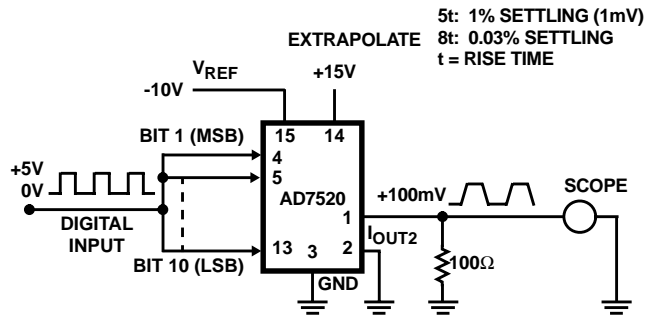 5t: 1% SETTLING (1mV)
EXTRAPOLATE 8t: 0.03% SETTLING
t = RISE TIME
VREF
+15V
-10V
BIT 1 (MSB)
15 14
+5V
0V
4
5
AD7520
+100mV
SCOPE
DIGITAL
INPUT
1
IOUT2
13 3 2
100Ω
BIT 10 (LSB)
GND